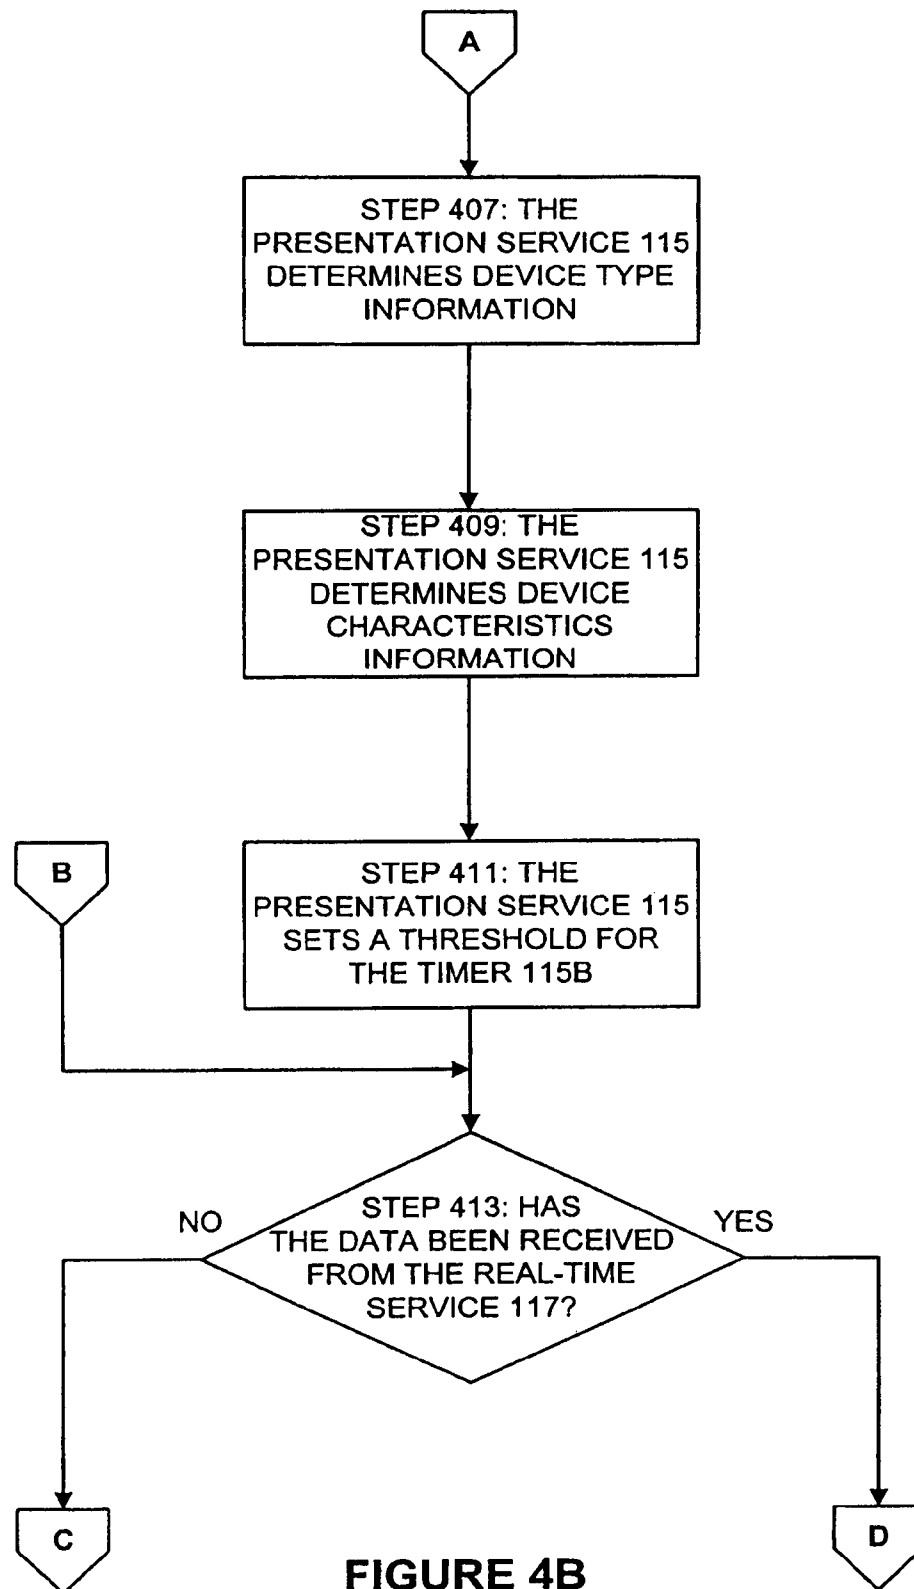 A
STEP 407: THE
PRESENTATION SERVICE 115
DETERMINES DEVICE TYPE
INFORMATION
STEP 409: THE
PRESENTATION SERVICE 115
DETERMINES DEVICE
CHARACTERISTICS
INFORMATION
B
STEP 411: THE
PRESENTATION SERVICE 115
SETS A THRESHOLD FOR
THE TIMER 115B
NO
STEP 413: HAS
THE DATA BEEN RECEIVED
FROM THE REAL-TIME
SERVICE 117?
YES
C
D
FIGURE 4B